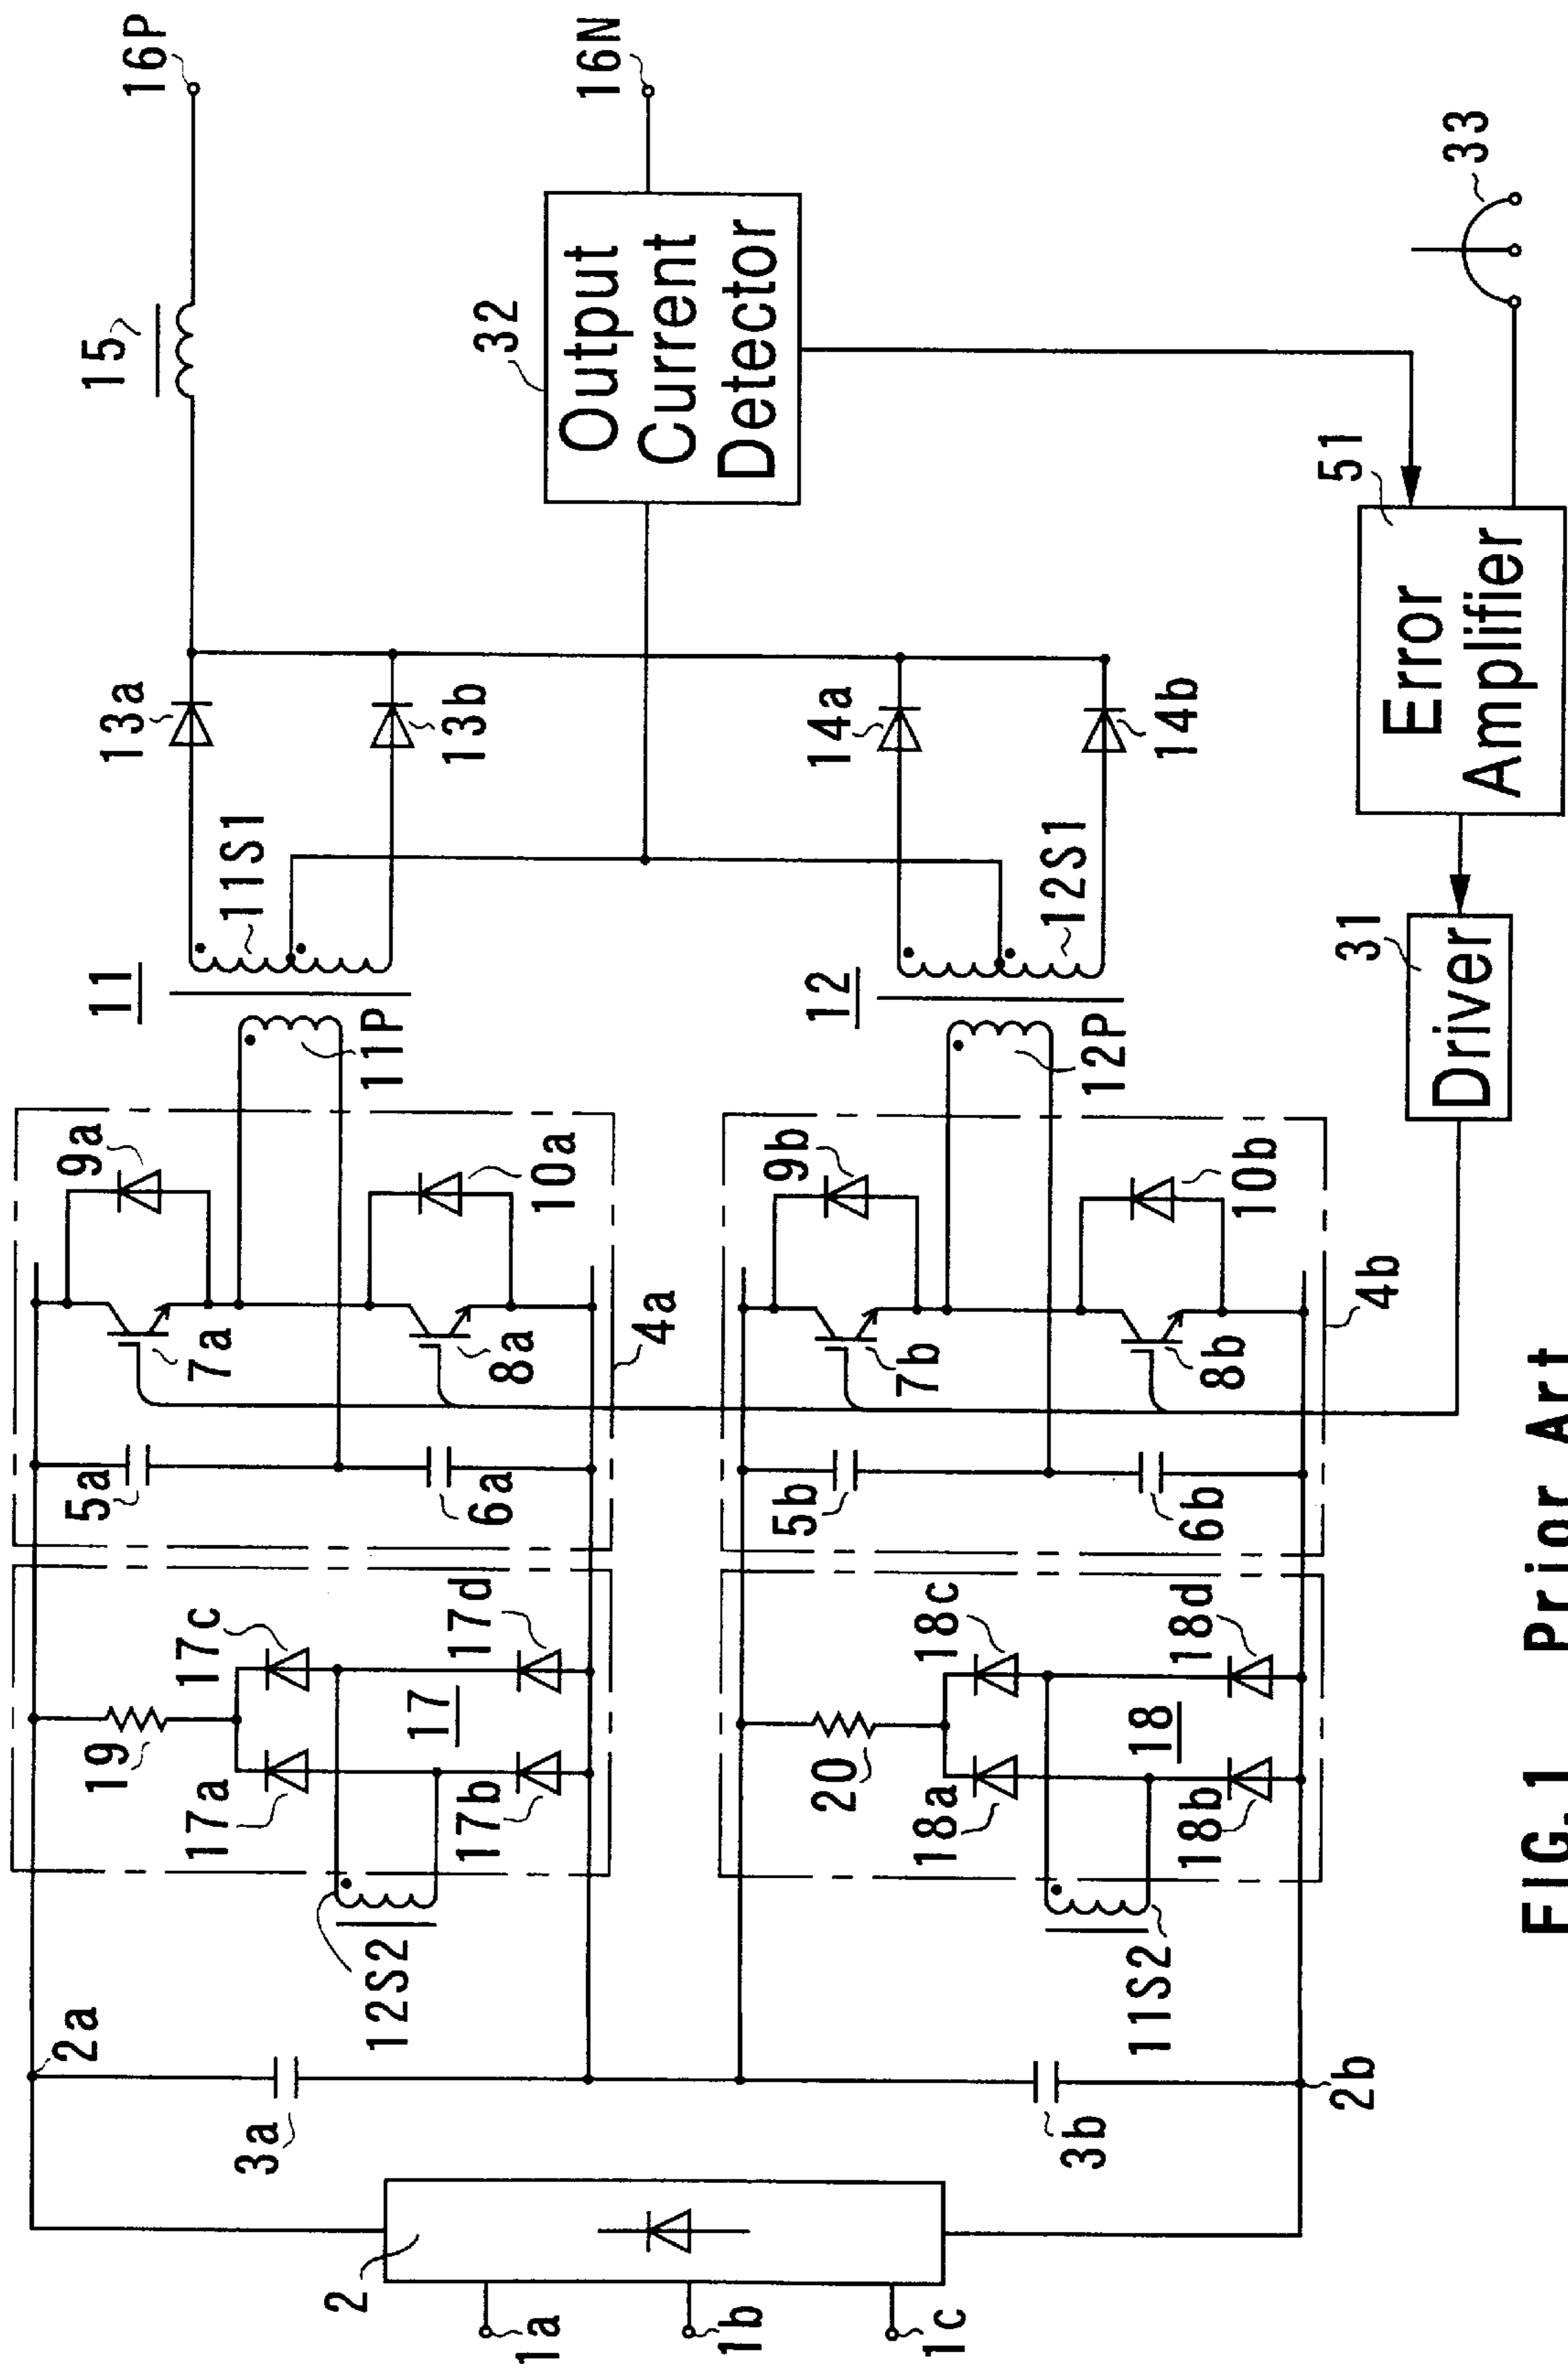 1a
1b
1c
2
2a
2b
3a
3b
12S2
11S2
19
17a
17c
17
17b
17d
20
18a
18c
18
18b
18d
5a
6a
5b
6b
7a
8a
7b
8b
9a
10a
9b
10b
4a
4b
11
11P
11S1
12
12P
12S1
13a
13b
14a
14b
15
16P
16N
32
Output
Current
Detector
33
51
Error
Amplifier
31
Driver
FIG.1 Prior Art